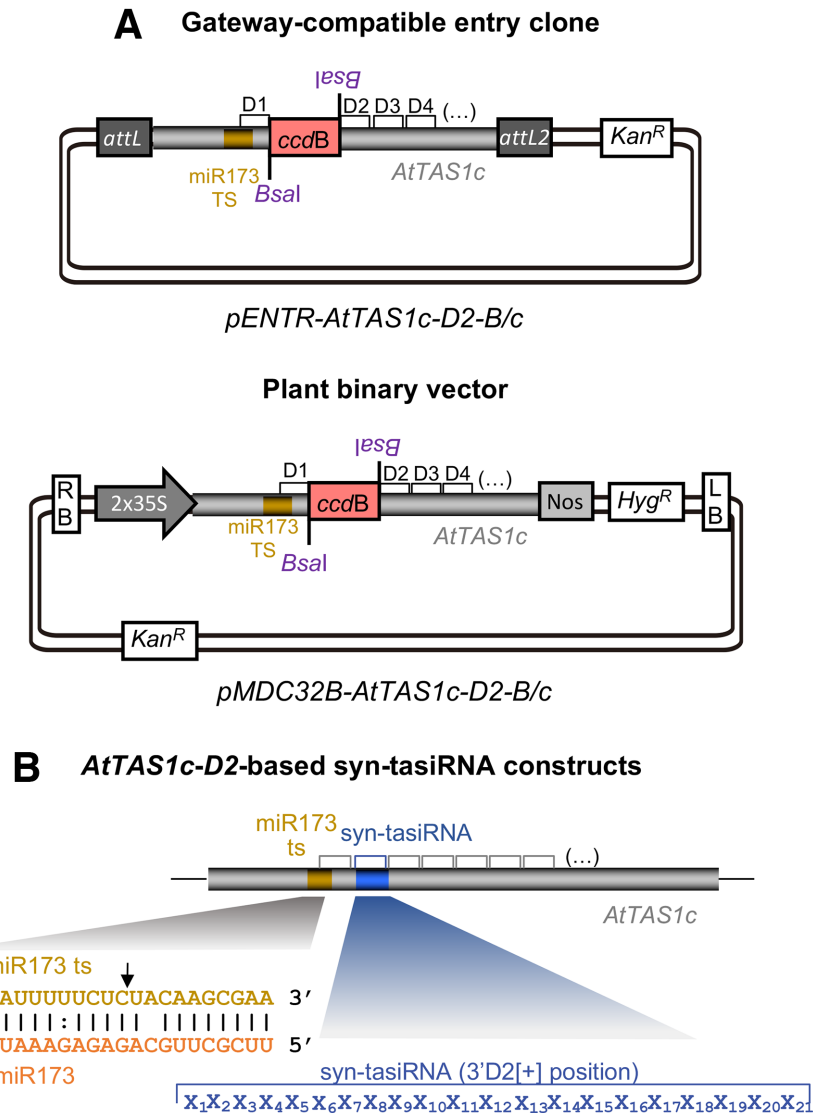 A Gateway-compatible entry clone
BsaI
D1 D2 D3 D4 (...)
attL ccdB attL2 KanR
miR173
TS
BsaI
AtTAS1c
pENTR-AtTAS1c-D2-B/c
Plant binary vector
BsaI
D1 D2 D3 D4 (...)
RB 2x35S ccdB Nos HygR LB
miR173
TS
BsaI
AtTAS1c
KanR
pMDC32B-AtTAS1c-D2-B/c
B AtTAS1c-D2-based syn-tasiRNA constructs
miR173
ts
syn-tasiRNA
(...)
AtTAS1c
miR173 ts
AUUUUUCUCUACAAGCGAA 3′
UAAAGAGAGACGUUCGCUU 5′
miR173
syn-tasiRNA (3′D2[+] position)
X1X2X3X4X5X6X7X8X9X10X11X12X13X14X15X16X17X18X19X20X21